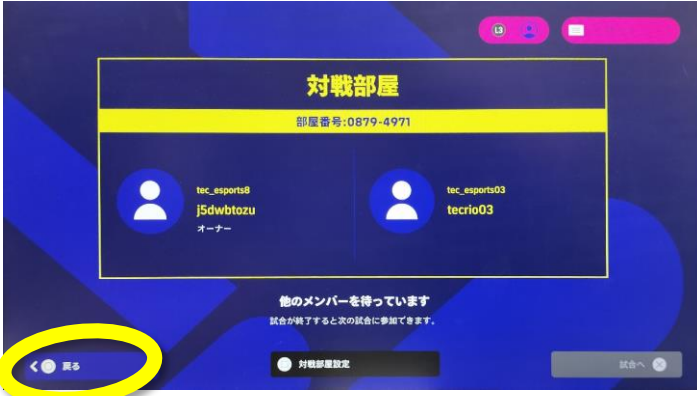 L3
対戦部屋
部屋番号:0879-4971
tec_esports8
j5dwbtozu
オーナー
tec_esports03
tecrio03
他のメンバーを待っています
試合が終了すると次の試合に参加できます。
戻る
対戦部屋設定
試合へ